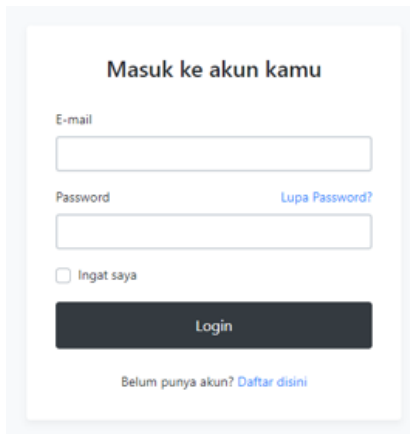 Masuk ke akun kamu
E-mail
Password Lupa Password?
Ingat saya
Login
Belum punya akun? Daftar disini